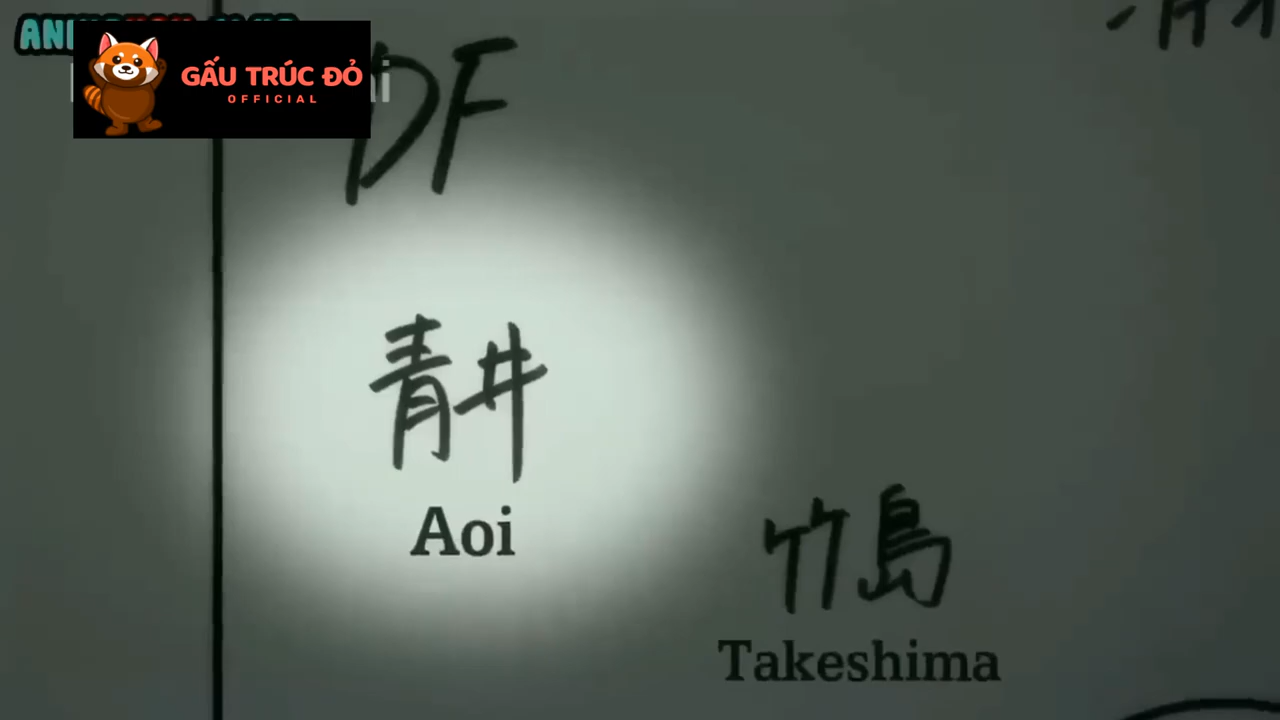 GẤU TRÚC ĐỎ
OFFICIAL
DF
青井
Aoi
竹島
Takeshima